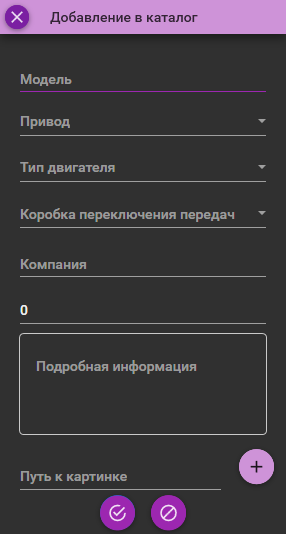 Добавление в каталог
Модель
Привод
Тип двигателя
Коробка переключения передач
Компания
0
Подробная информация
Путь к картинке